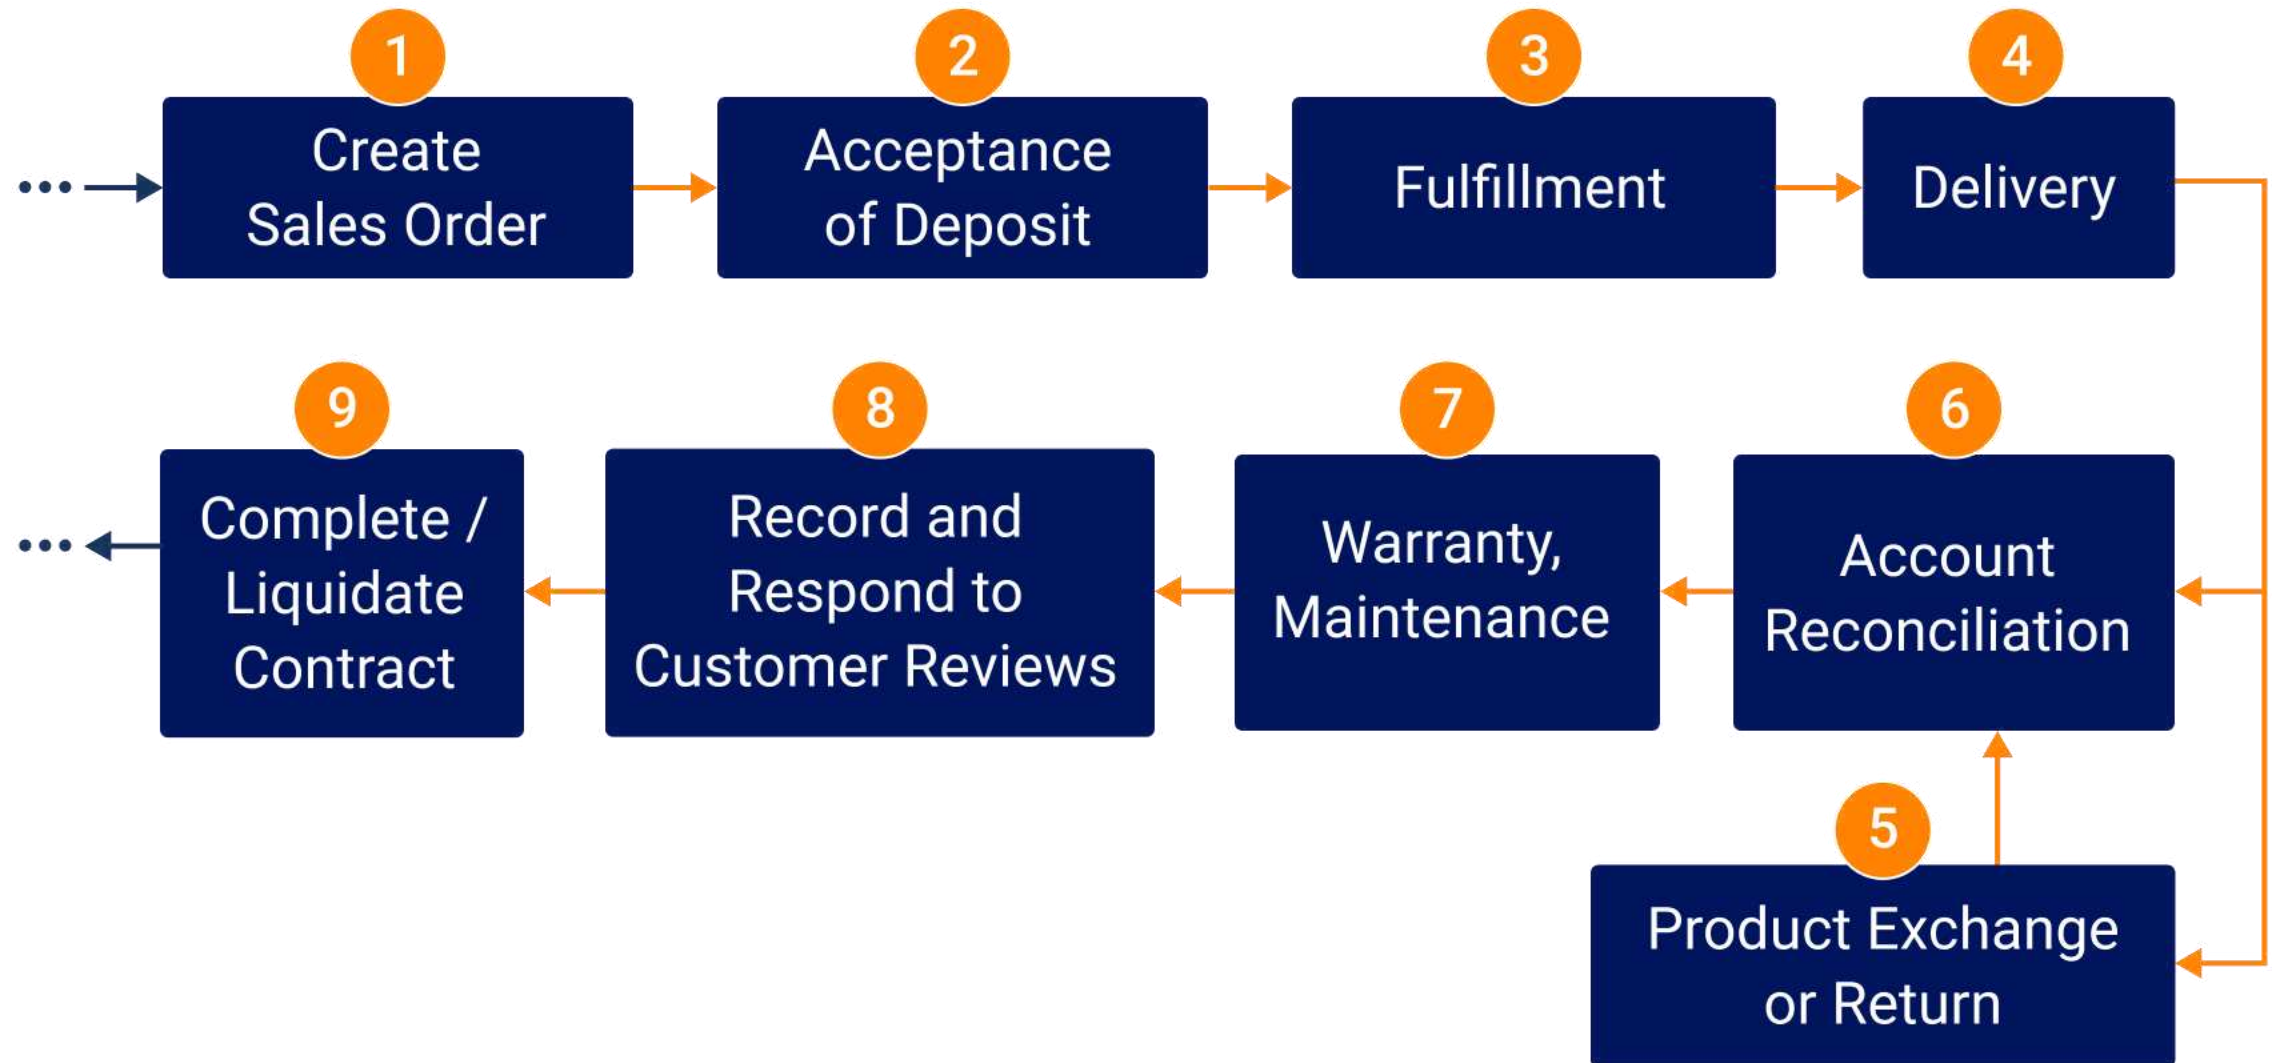 1
Create
Sales Order
2
Acceptance
of Deposit
3
Fulfillment
4
Delivery
9
Complete /
Liquidate
Contract
8
Record and
Respond to
Customer Reviews
7
Warranty,
Maintenance
6
Account
Reconciliation
5
Product Exchange
or Return